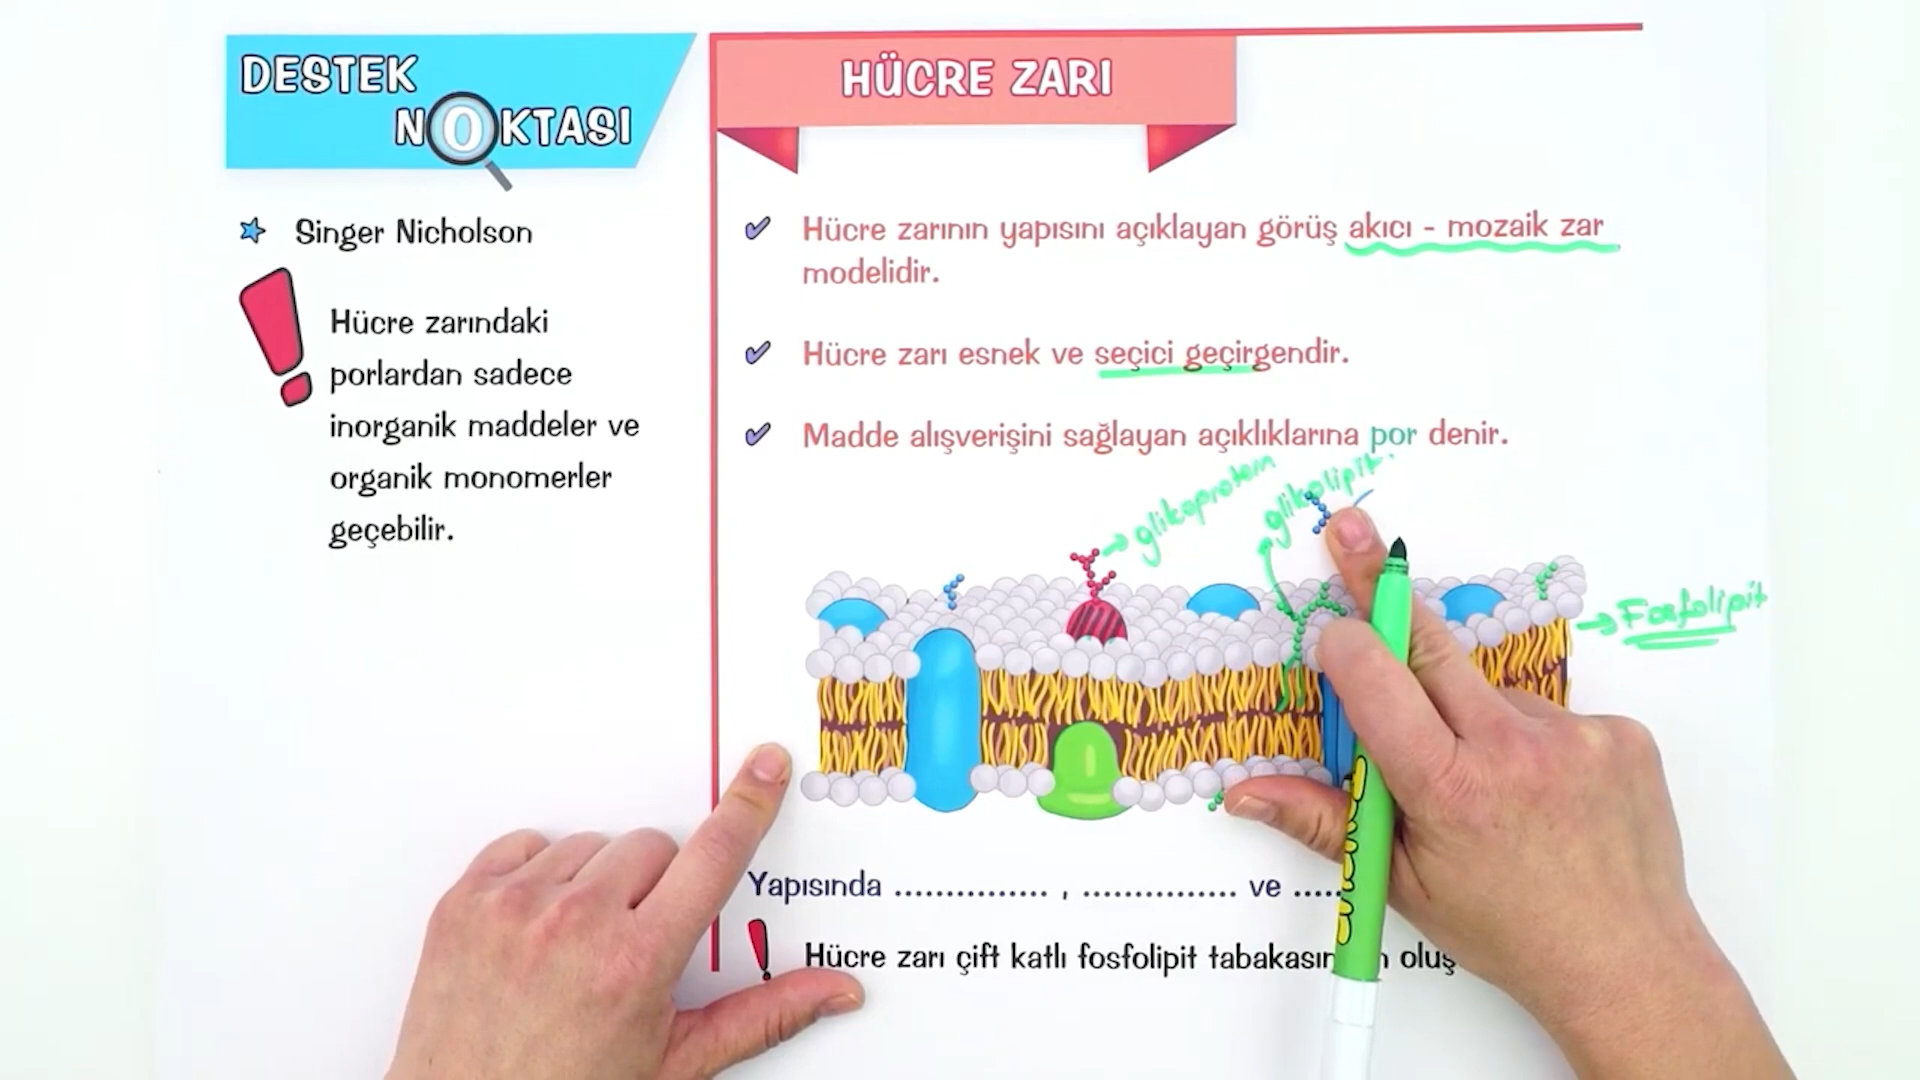 DESTEK
NOKTASI
Singer Nicholson
Hücre zarındaki
porlardan sadece
inorganik maddeler ve
organik monomerler
geçebilir.
HÜCRE ZARI
Hücre zarının yapısını açıklayan görüş akıcı - mozaik zar
modelidir.
Hücre zarı esnek ve seçici geçirgendir.
Madde alışverişini sağlayan açıklıklarına por denir.
glikoprotein
glikolipit
Fosfolipit
Yapısında ............... , ............... ve .....
Hücre zarı çift katlı fosfolipit